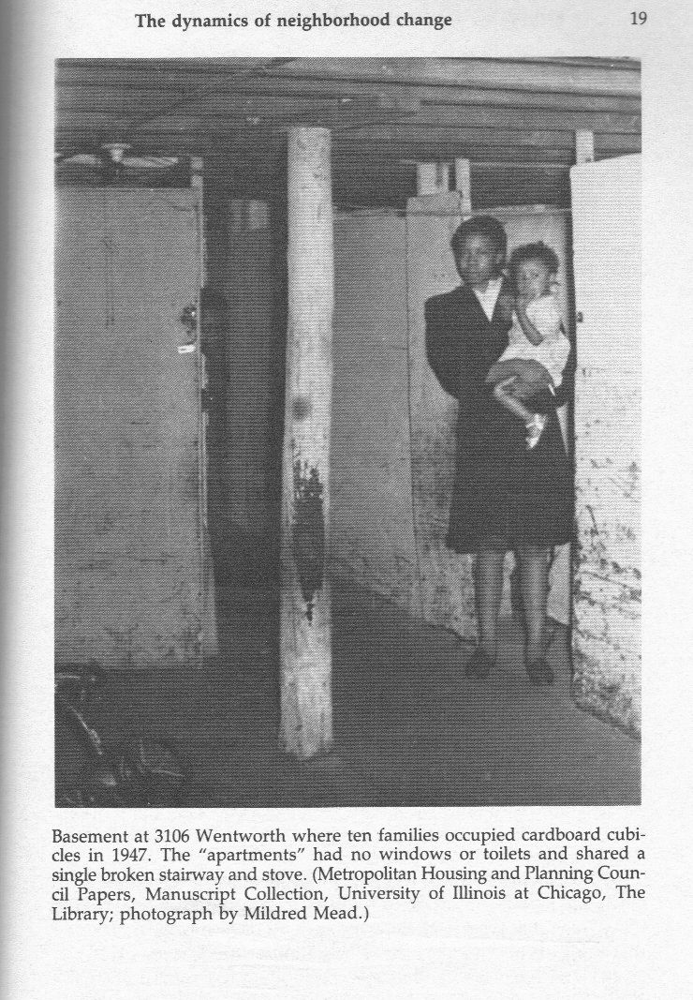 The dynamics of neighborhood change 19
Basement at 3106 Wentworth where ten families occupied cardboard cubi-
cles in 1947. The “apartments” had no windows or toilets and shared a
single broken stairway and stove. (Metropolitan Housing and Planning Coun-
cil Papers, Manuscript Collection, University of Illinois at Chicago, The
Library; photograph by Mildred Mead.)